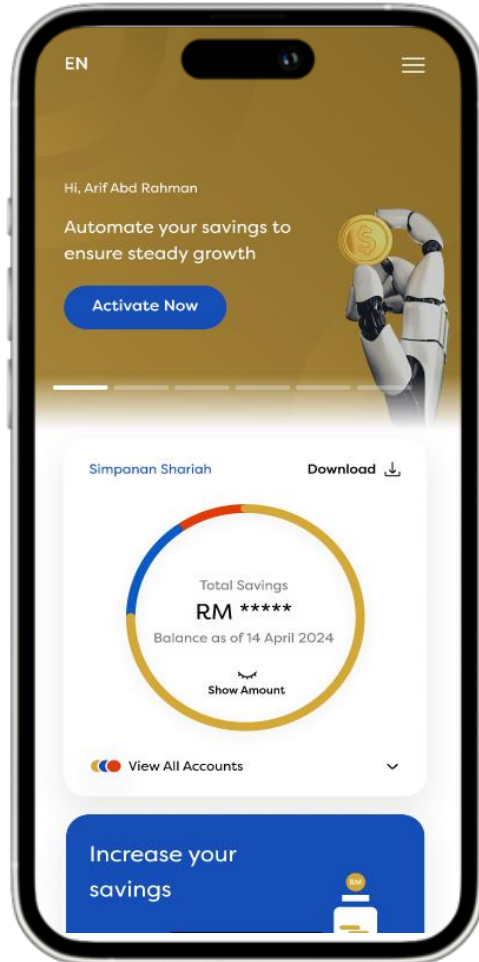 EN
Hi, Arif Abd Rahman
Automate your savings to
ensure steady growth
Activate Now
Simpanan Shariah
Download
Total Savings
RM *****
Balance as of 14 April 2024
Show Amount
View All Accounts
Increase your
savings
RM